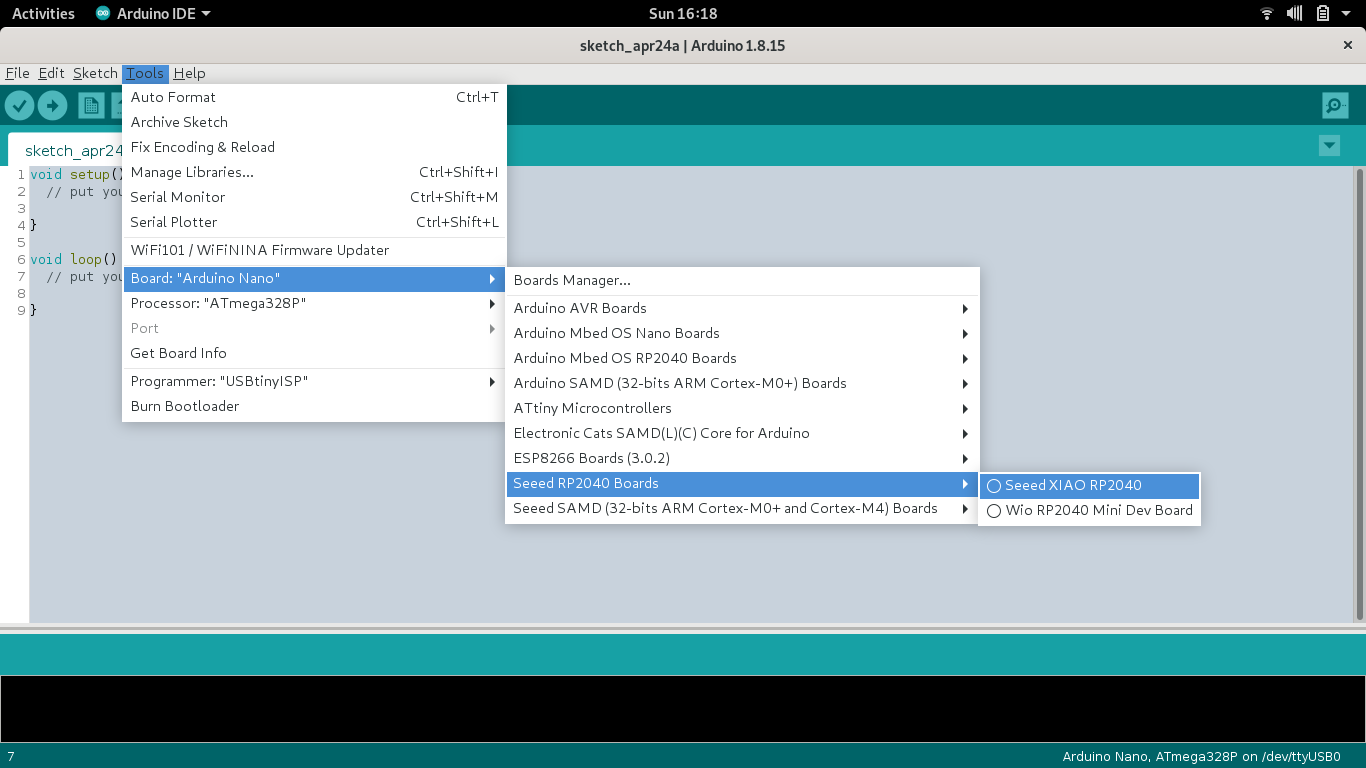 Activities Arduino IDE Sun 16:18
sketch_apr24a | Arduino 1.8.15 ×
File Edit Sketch Tools Help
sketch_apr24
Auto Format Ctrl+T
Archive Sketch
Fix Encoding & Reload
Manage Libraries... Ctrl+Shift+I
Serial Monitor Ctrl+Shift+M
Serial Plotter Ctrl+Shift+L
WiFi101 / WiFiNINA Firmware Updater
Board: "Arduino Nano"
Processor: "ATmega328P"
Port
Get Board Info
Programmer: "USBtinyISP"
Burn Bootloader
Boards Manager...
Arduino AVR Boards
Arduino Mbed OS Nano Boards
Arduino Mbed OS RP2040 Boards
Arduino SAMD (32-bits ARM Cortex-M0+) Boards
ATtiny Microcontrollers
Electronic Cats SAMD(L)(C) Core for Arduino
ESP8266 Boards (3.0.2)
Seeed RP2040 Boards
Seeed SAMD (32-bits ARM Cortex-M0+ and Cortex-M4) Boards
Seeed XIAO RP2040
Wio RP2040 Mini Dev Board
1 void setup()
2 // put you
3
4 }
5
6 void loop()
7 // put you
8
9 }
7 Arduino Nano, ATmega328P on /dev/ttyUSB0